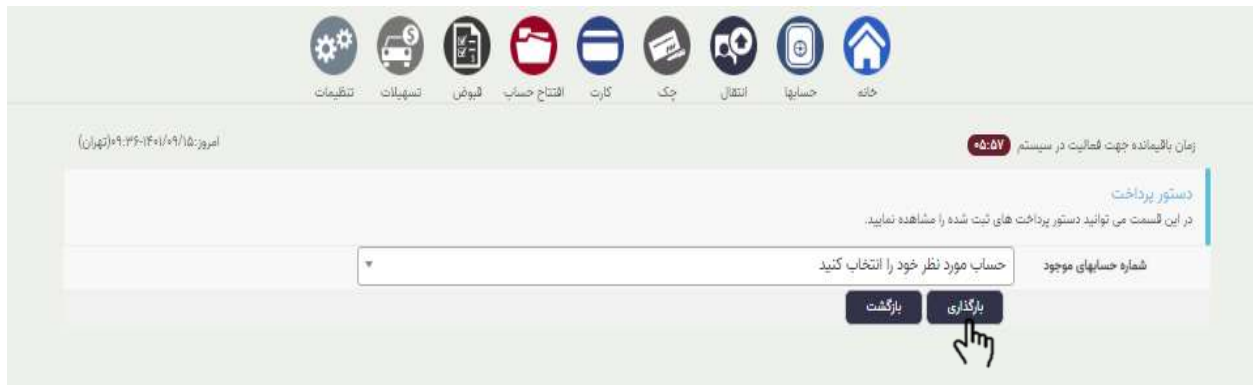 خانه
حسابها
انتقال
چک
کارت
افتتاح حساب
قبوض
تسهیلات
تنظیمات
زمان باقیمانده جهت فعالیت در سیستم ۰۵:۵۷
امروز:۱۴۰۱/۰۹/۱۵-۰۹:۳۶(تهران)
دستور پرداخت
در این قسمت می توانید دستور پرداخت های ثبت شده را مشاهده نمایید.
شماره حسابهای موجود
حساب مورد نظر خود را انتخاب کنید
بارگذاری
بازگشت